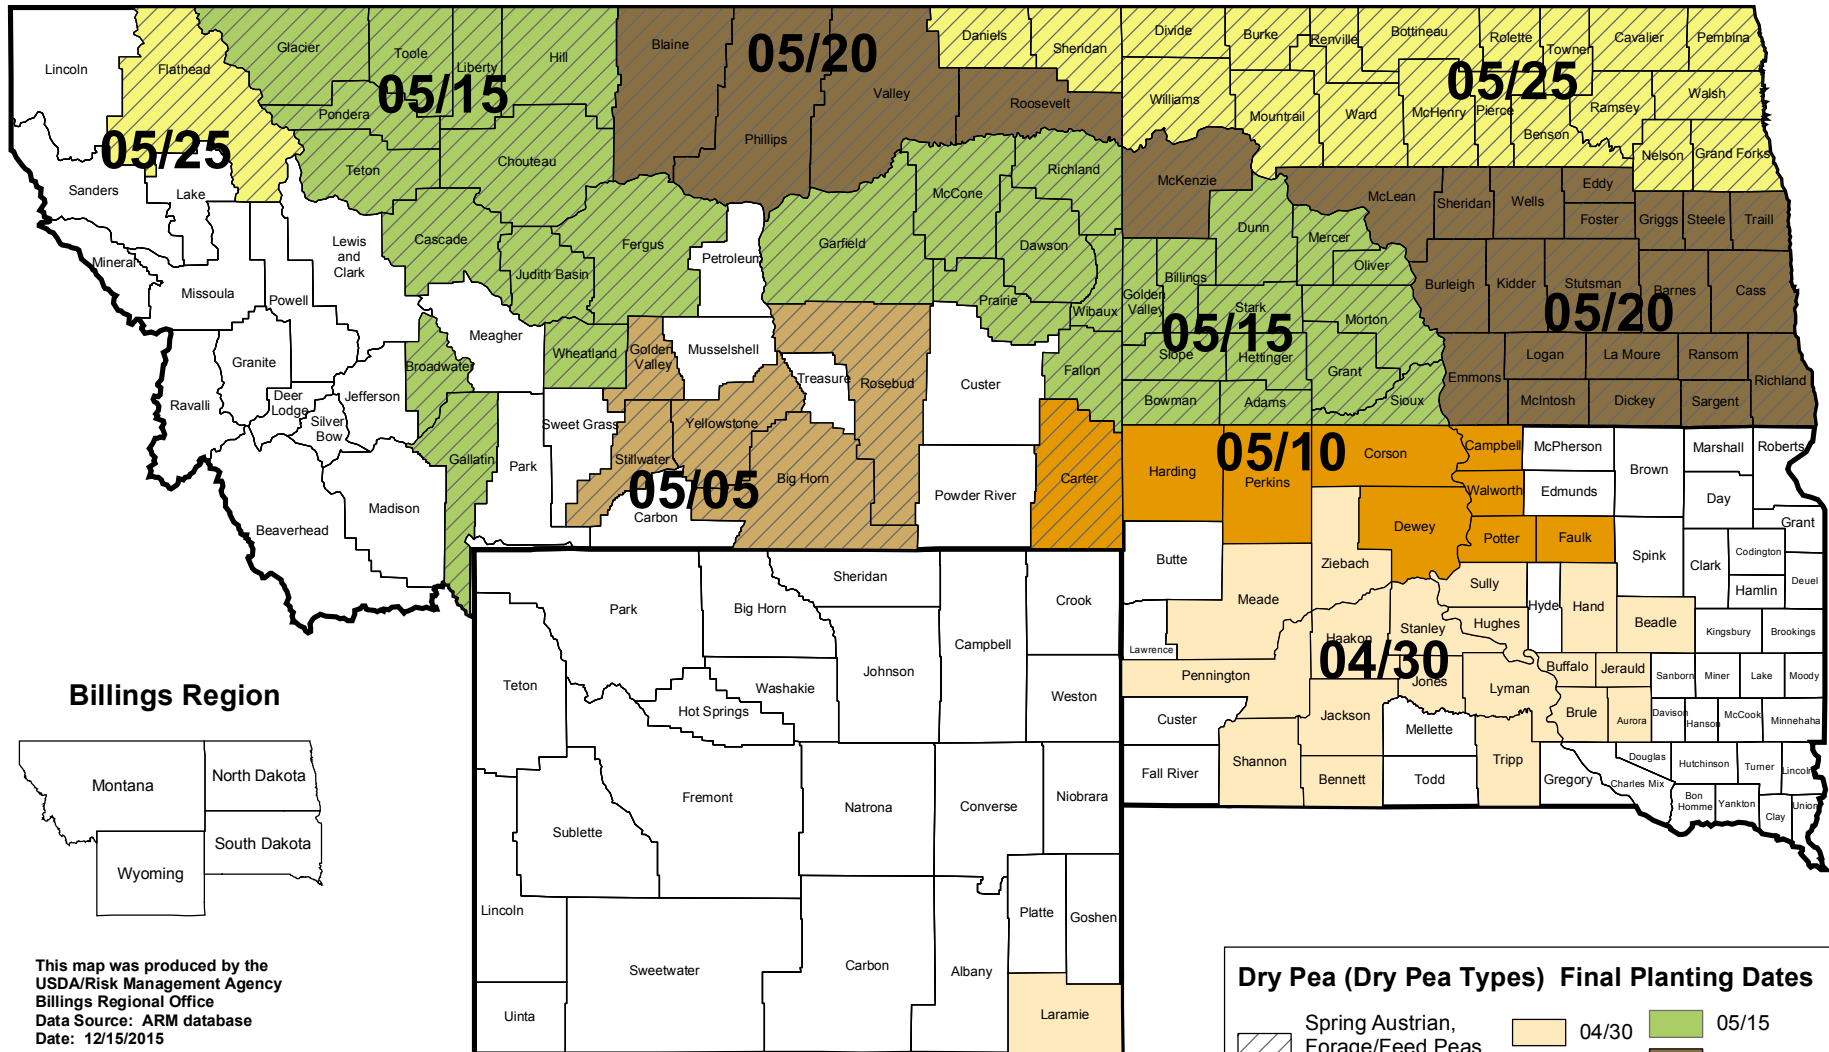 Lincoln
Flathead
Glacier
Toole
Liberty
Hill
Blaine
05/20
Daniels
Sheridan
Divide
Burke
Renville
Bottineau
Rolette
Towner
Cavalier
Pembina
05/15
Pondera
Valley
Roosevelt
Williams
Mountrail
Ward
McHenry
Pierce
05/25
Benson
Ramsey
Walsh
05/25
Teton
Chouteau
Phillips
Nelson
Grand Forks
Sanders
Lake
McCone
Richland
McKenzie
McLean
Sheridan
Wells
Eddy
Foster
Griggs
Steele
Traill
Mineral
Missoula
Powell
Lewis
and
Clark
Cascade
Judith Basin
Fergus
Petroleum
Garfield
Dawson
Prairie
Wibaux
Dunn
Mercer
Oliver
Billings
Golden
Valley
Stark
Morton
05/15
Burleigh
Kidder
Stutsman
Barnes
Cass
05/20
Granite
Meagher
Broadwater
Wheatland
Golden
Valley
Musselshell
Treasure
Rosebud
Custer
Fallon
Slope
Hettinger
Grant
Sioux
Bowman
Adams
Emmons
Logan
La Moure
Ransom
Richland
McIntosh
Dickey
Sargent
Ravalli
Deer
Lodge
Silver
Bow
Jefferson
Gallatin
Park
Sweet Grass
Stillwater
Yellowstone
Big Horn
05/05
Carbon
Powder River
Carter
Beaverhead
Madison
Harding
05/10
Perkins
Corson
Campbell
McPherson
Brown
Marshall
Roberts
Walworth
Edmunds
Day
Grant
Dewey
Potter
Faulk
Spink
Clark
Codington
Hamlin
Deuel
Butte
Ziebach
Meade
Sully
Hyde
Hand
Beadle
Kingsbury
Brookings
Lawrence
Haakon
Stanley
Hughes
04/30
Pennington
Jones
Lyman
Buffalo
Jerauld
Sanborn
Miner
Lake
Moody
Custer
Jackson
Mellette
Brule
Aurora
Davison
Hanson
McCook
Minnehaha
Fall River
Shannon
Bennett
Todd
Tripp
Gregory
Charles Mix
Douglas
Hutchinson
Turner
Lincoln
Bon
Homme
Yankton
Clay
Union
Park
Big Horn
Sheridan
Campbell
Crook
Teton
Johnson
Washakie
Hot Springs
Weston
Fremont
Natrona
Converse
Niobrara
Sublette
Lincoln
Sweetwater
Carbon
Albany
Platte
Goshen
Uinta
Laramie
Billings Region
Montana
North Dakota
South Dakota
Wyoming
This map was produced by the
USDA/Risk Management Agency
Billings Regional Office
Data Source: ARM database
Date: 12/15/2015
Dry Pea (Dry Pea Types) Final Planting Dates
Spring Austrian,
Forage/Feed Peas
04/30
05/15